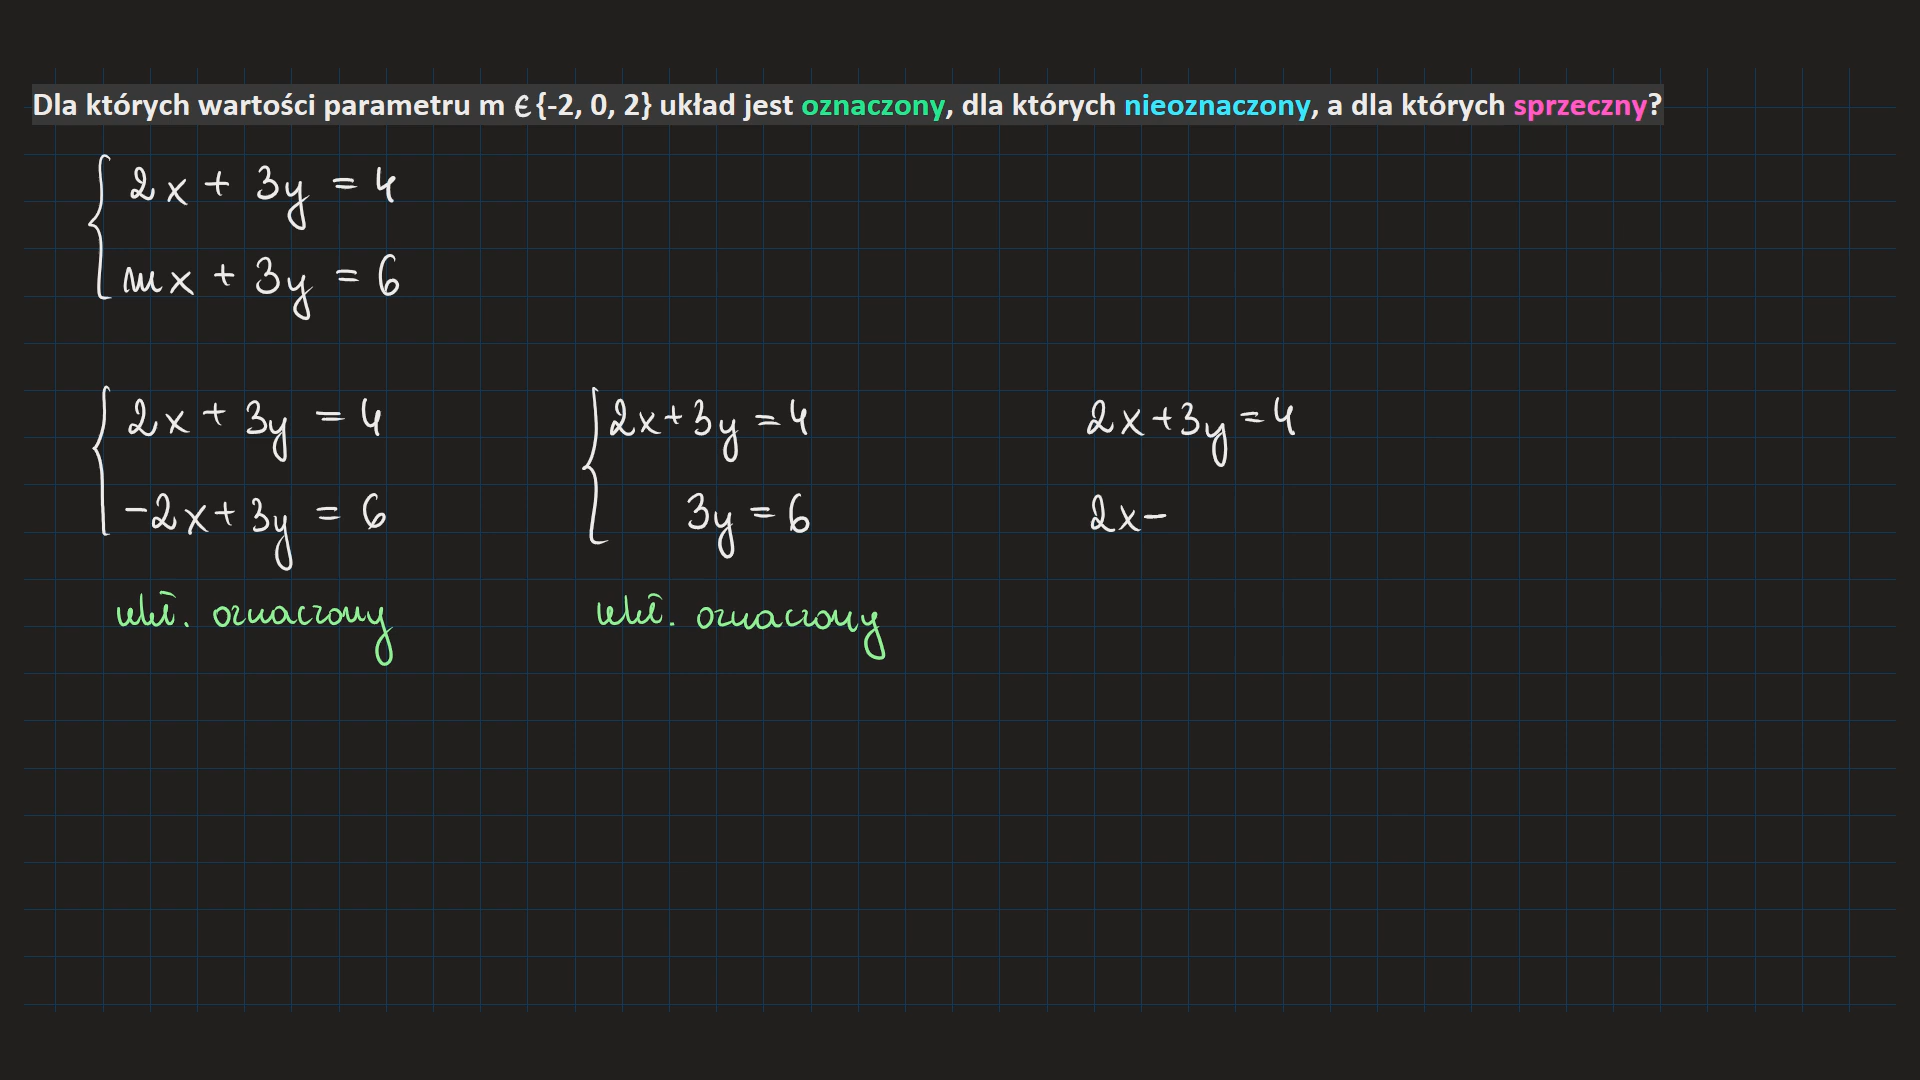 Dla których wartości parametru m ∈ {-2, 0, 2} układ jest oznaczony, dla których nieoznaczony, a dla których sprzeczny?
2x + 3y = 4
mx + 3y = 6
2x + 3y = 4
-2x + 3y = 6
ukł. oznaczony
2x + 3y = 4
3y = 6
ukł. oznaczony
2x + 3y = 4
2x -